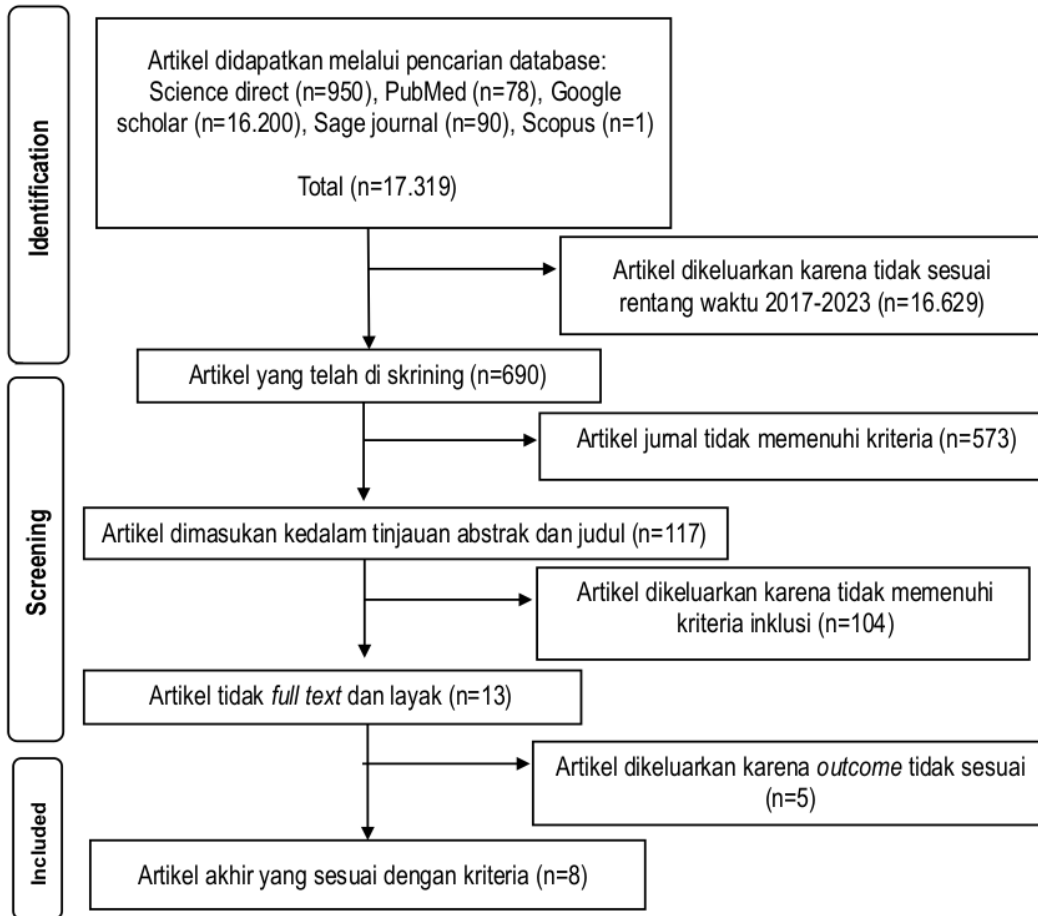 Identification
Artikel didapatkan melalui pencarian database:
Science direct (n=950), PubMed (n=78), Google
scholar (n=16.200), Sage journal (n=90), Scopus (n=1)
Total (n=17.319)
Artikel dikeluarkan karena tidak sesuai
rentang waktu 2017-2023 (n=16.629)
Screening
Artikel yang telah di skrining (n=690)
Artikel jurnal tidak memenuhi kriteria (n=573)
Artikel dimasukan kedalam tinjauan abstrak dan judul (n=117)
Artikel dikeluarkan karena tidak memenuhi
kriteria inklusi (n=104)
Artikel tidak full text dan layak (n=13)
Included
Artikel dikeluarkan karena outcome tidak sesuai
(n=5)
Artikel akhir yang sesuai dengan kriteria (n=8)